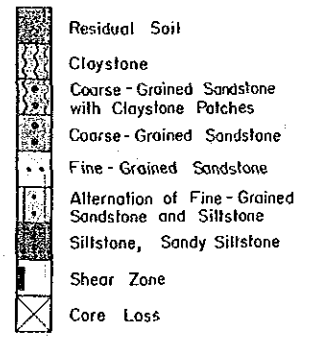 Residual Soil
Claystone
Coarse-Grained Sandstone
with Claystone Patches
Coarse-Grained Sandstone
Fine-Grained Sandstone
Alternation of Fine-Grained
Sandstone and Siltstone
Siltstone, Sandy Siltstone
Shear Zone
Core Loss